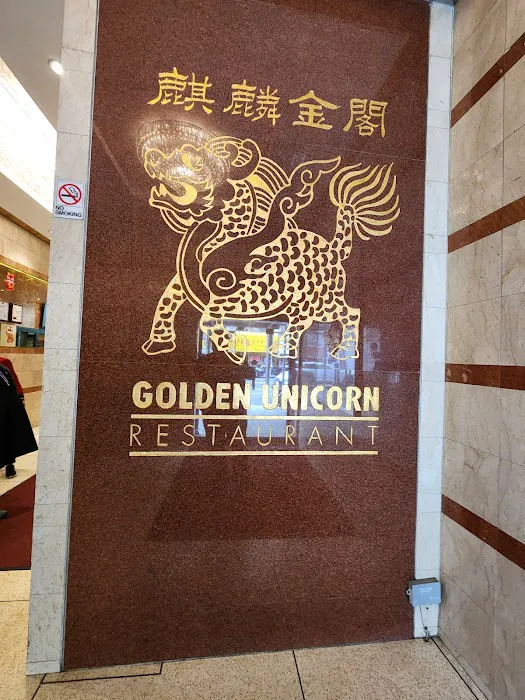 麒麟金閣
NO
SMOKING
GOLDEN UNICORN
RESTAURANT